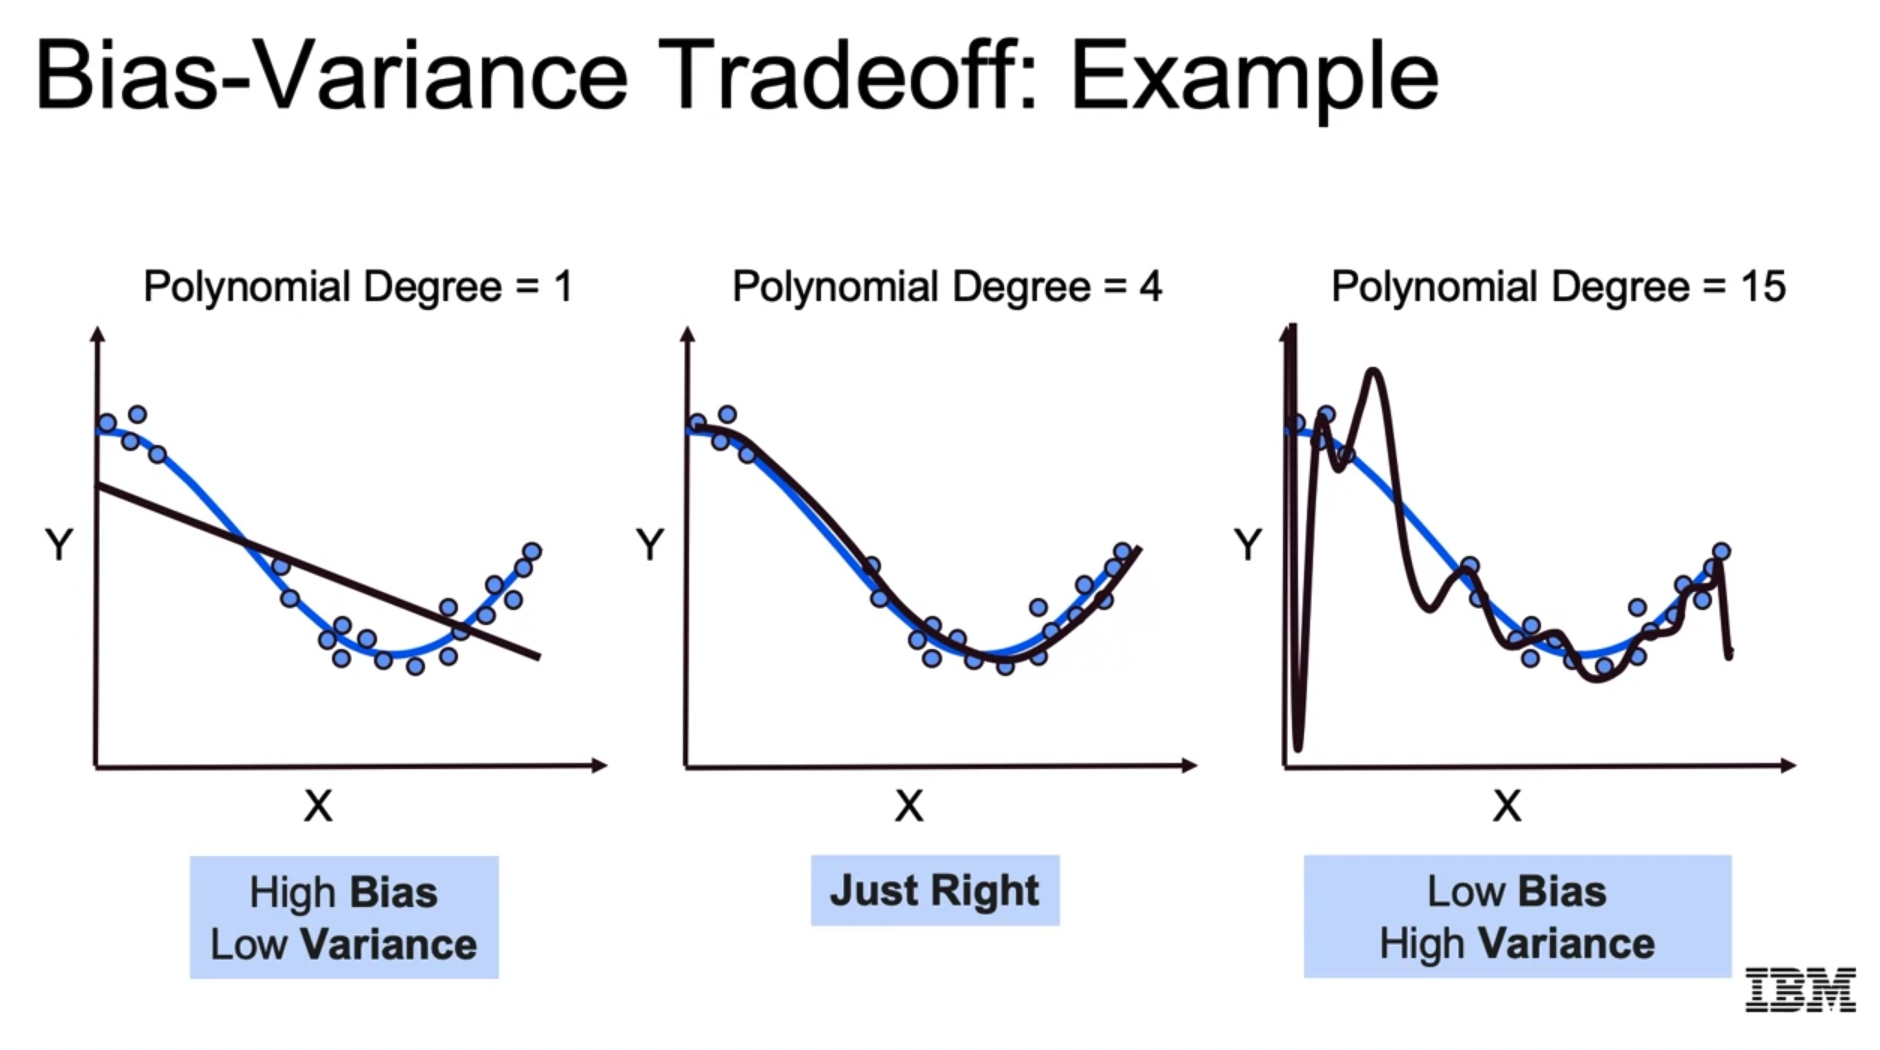 Bias-Variance Tradeoff: Example
Polynomial Degree = 1
Y
X
High Bias
Low Variance
Polynomial Degree = 4
Y
X
Just Right
Polynomial Degree = 15
Y
X
Low Bias
High Variance
IBM